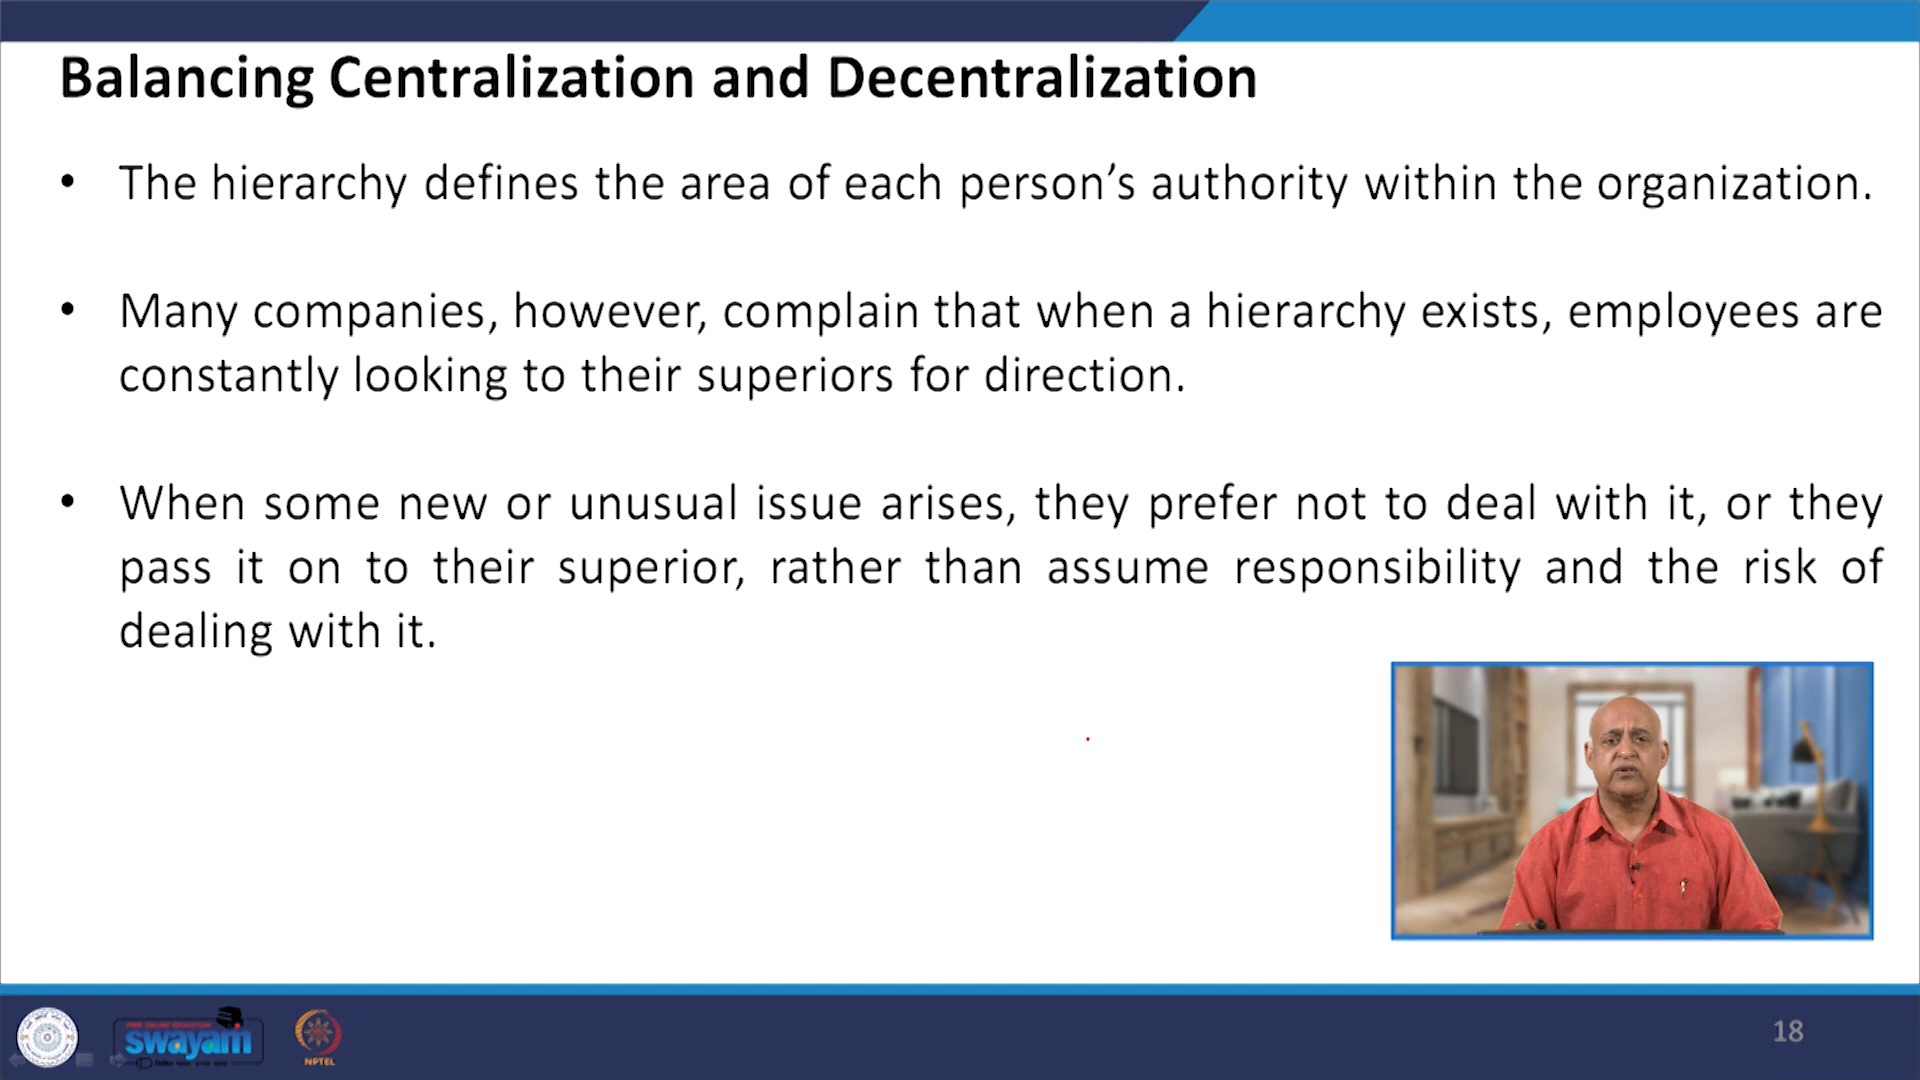 Balancing Centralization and Decentralization
• The hierarchy defines the area of each person’s authority within the organization.
• Many companies, however, complain that when a hierarchy exists, employees are
constantly looking to their superiors for direction.
• When some new or unusual issue arises, they prefer not to deal with it, or they
pass it on to their superior, rather than assume responsibility and the risk of
dealing with it.
FREE ONLINE EDUCATION
swayam
NPTEL
18